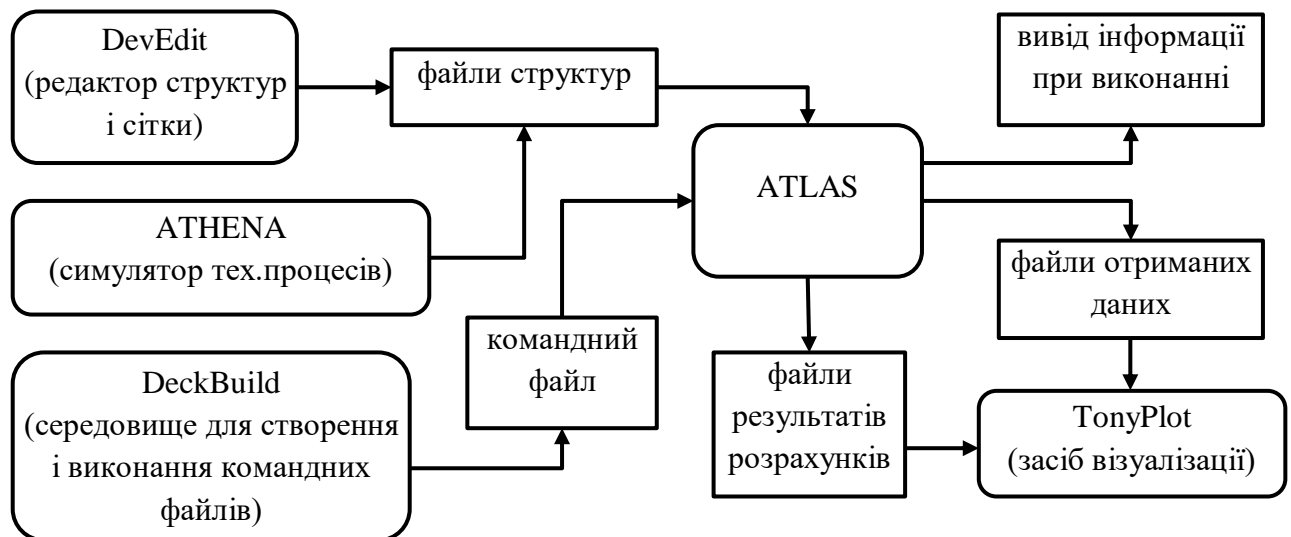 DevEdit
(редактор структур
і сітки)
файли структур
вивід інформації
при виконанні
ATLAS
ATHENA
(симулятор тех.процесів)
файли отриманих
даних
командний
файл
файли
результатів
розрахунків
DeckBuild
(середовище для створення
і виконання командних
файлів)
TonyPlot
(засіб візуалізації)